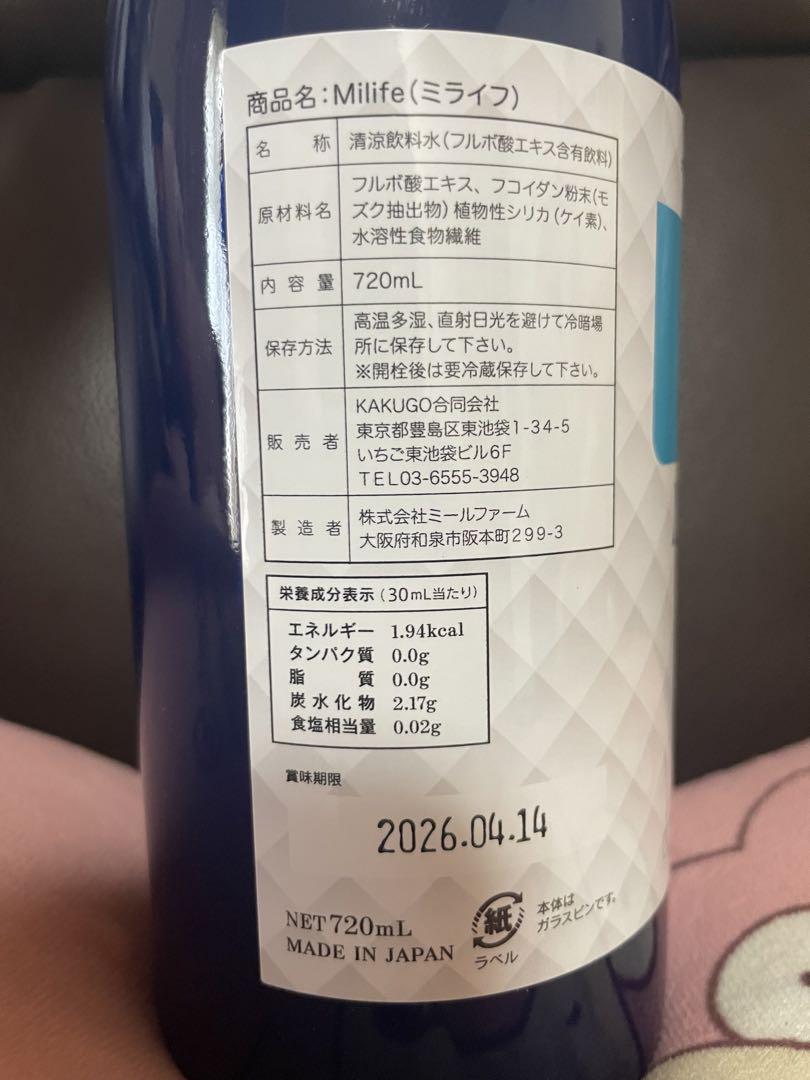 商品名:Milife(ミライフ)
名称 清涼飲料水(フルボ酸エキス含有飲料)
原材料名 フルボ酸エキス、フコイダン粉末(モ
ズク抽出物)植物性シリカ(ケイ素)、
水溶性食物繊維
内容量 720mL
保存方法 高温多湿、直射日光を避けて冷暗場
所に保存して下さい。
※開栓後は要冷蔵保存して下さい。
販売者 KAKUGO合同会社
東京都豊島区東池袋1-34-5
いちご東池袋ビル6F
TEL03-6555-3948
製造者 株式会社ミールファーム
大阪府和泉市阪本町299-3
栄養成分表示(30mL当たり)
エネルギー 1.94kcal
タンパク質 0.0g
脂質 0.0g
炭水化物 2.17g
食塩相当量 0.02g
賞味期限
2026.04.14
NET720mL
MADE IN JAPAN
紙
ラベル
本体は
ガラスビンです。